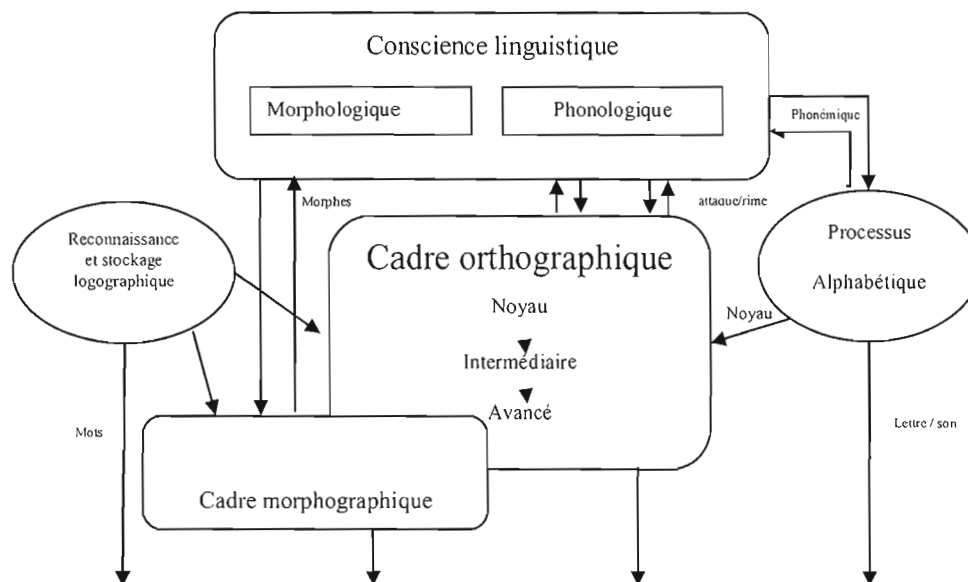 Conscience linguistique
Morphologique
Phonologique
Phonémique
Morphes
attaque/rime
Reconnaissance
et stockage
logographique
Cadre orthographique
Processus
Alphabétique
Noyau
Noyau
Intermédiaire
Avancé
Mots
Lettre / son
Cadre morphographique